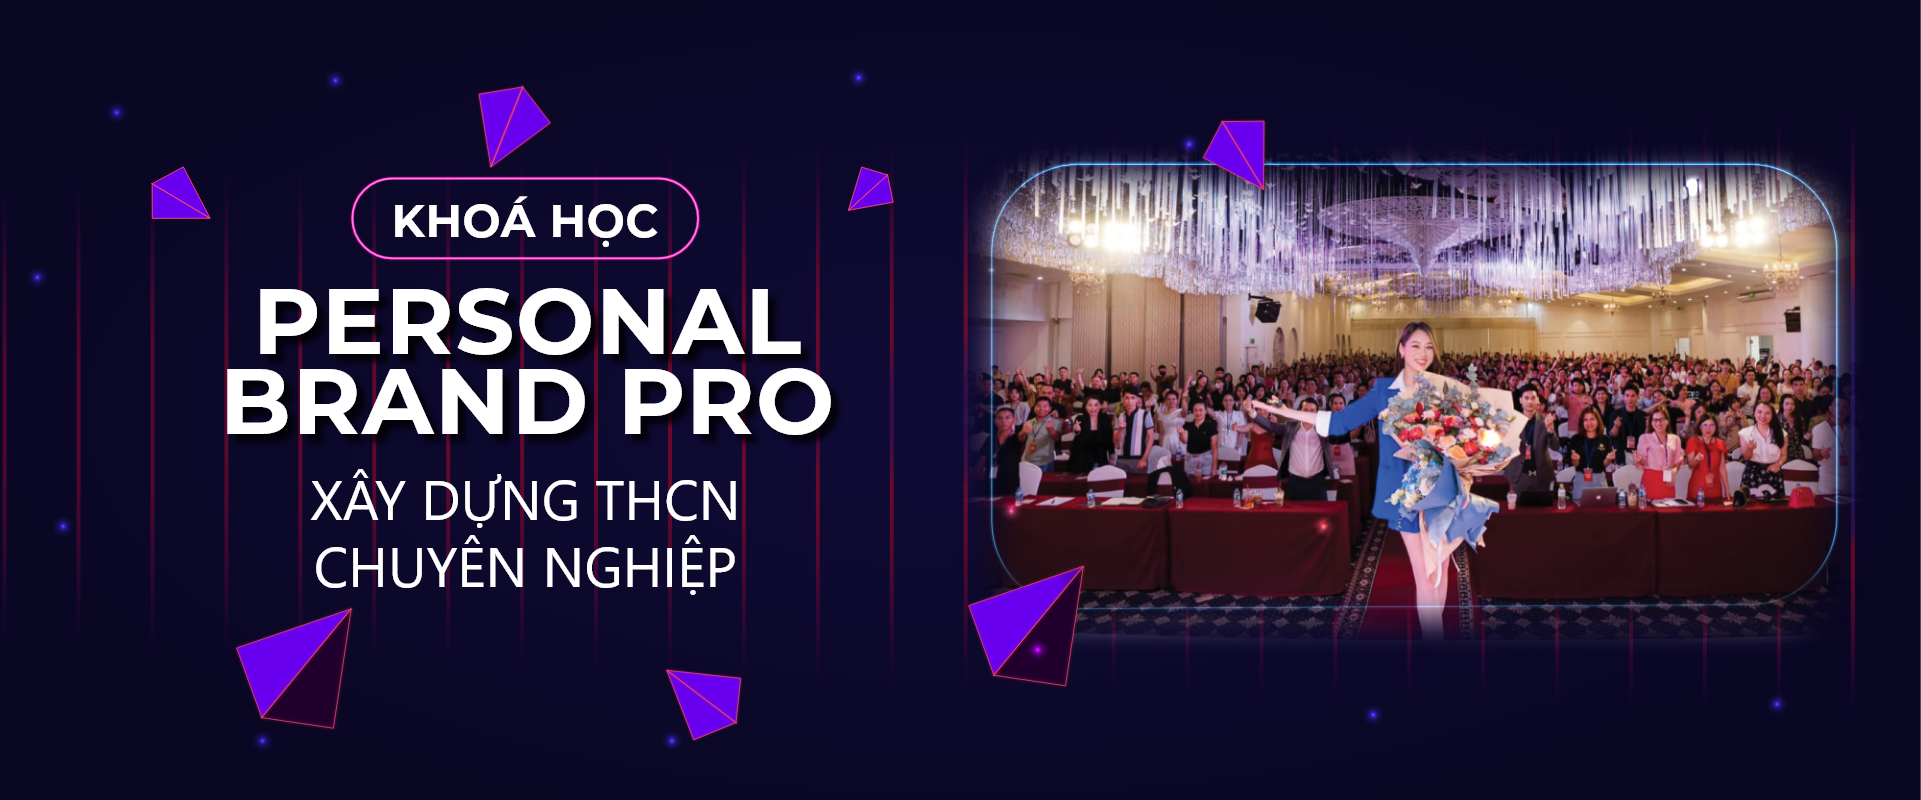 KHOÁ HỌC
PERSONAL
BRAND PRO
XÂY DỰNG THCN
CHUYÊN NGHIỆP